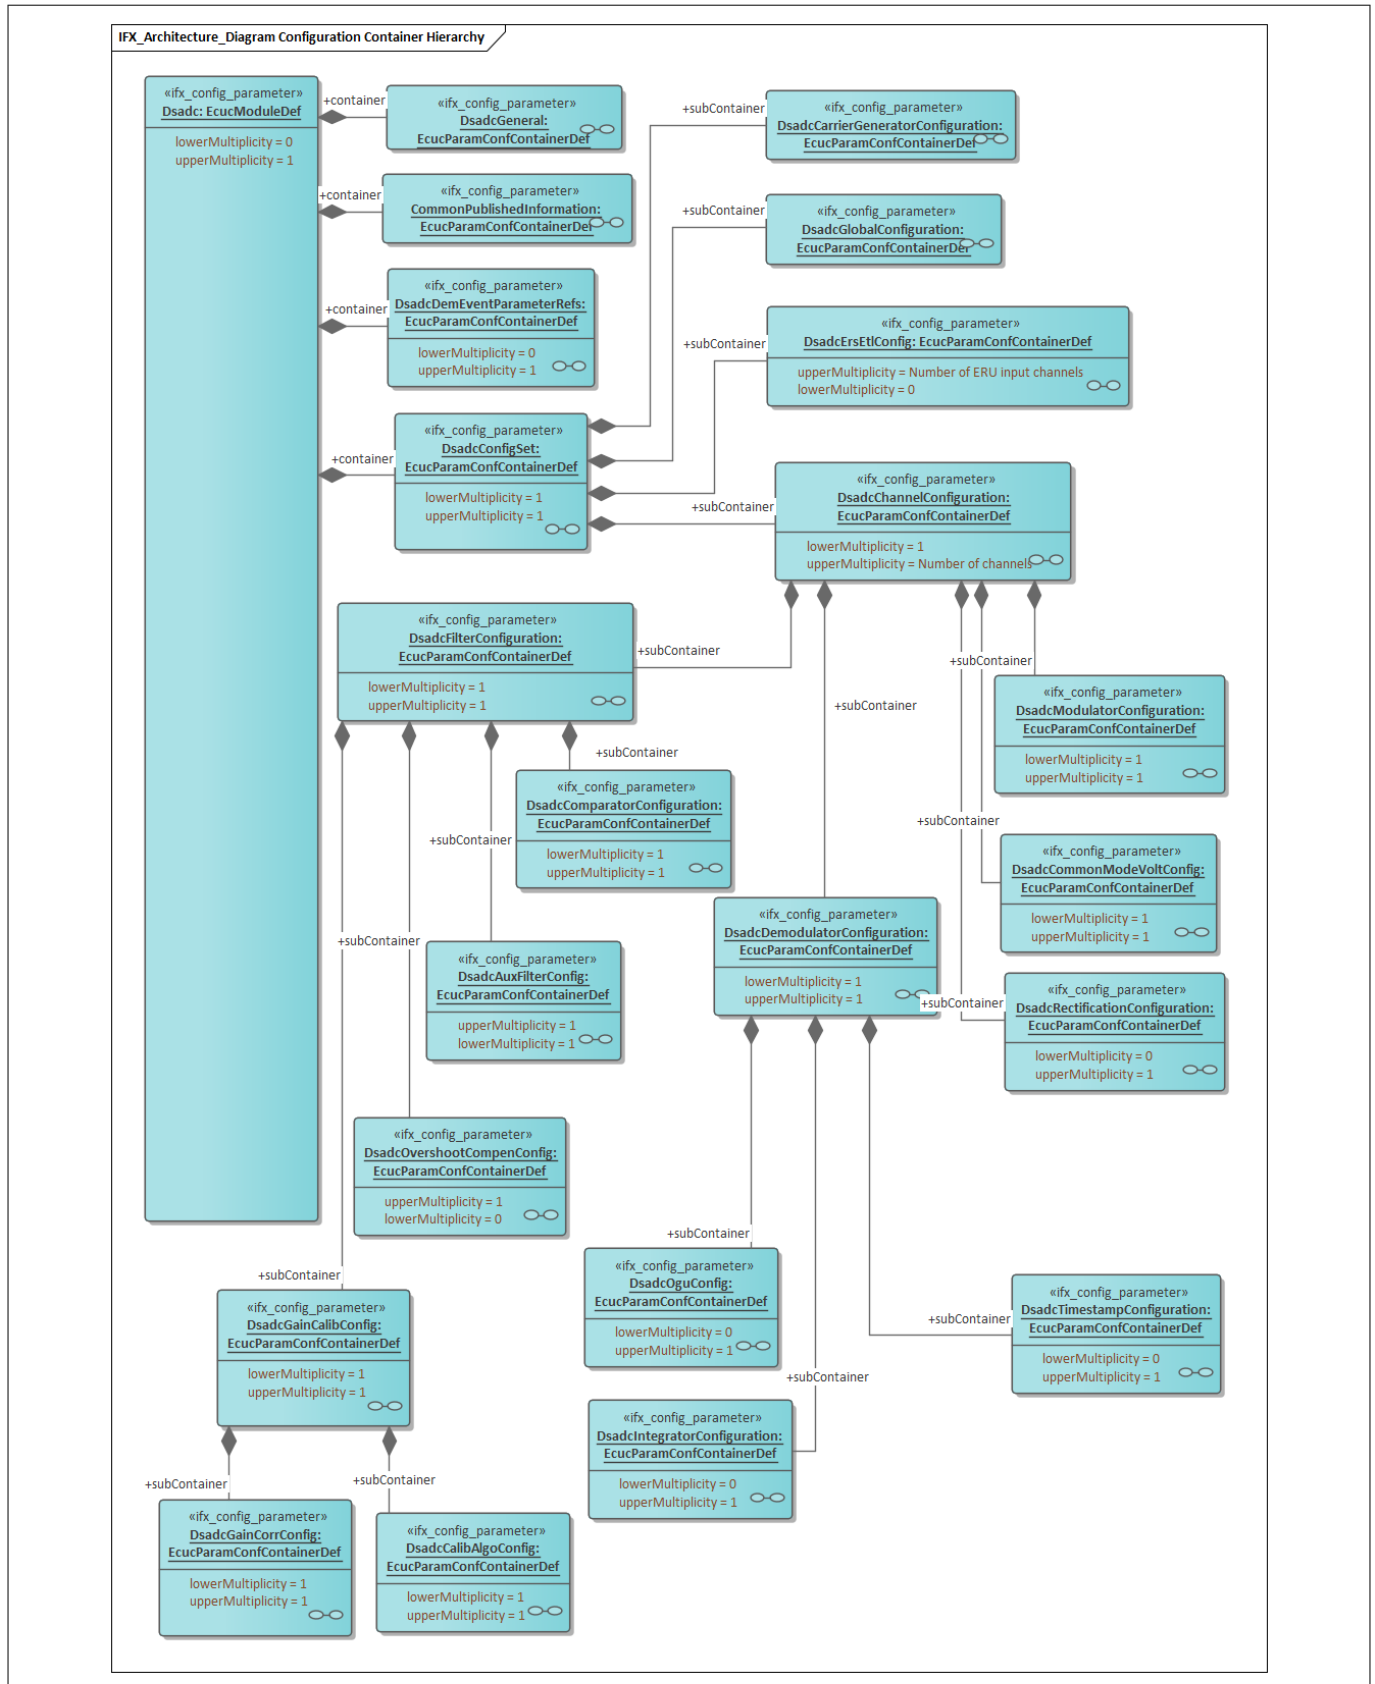 IFX_Architecture_Diagram Configuration Container Hierarchy
«ifx_config_parameter»
Dsadc: EcucModuleDef
lowerMultiplicity = 0
upperMultiplicity = 1
+container
«ifx_config_parameter»
DsadcGeneral:
EcucParamConfContainerDef
+subContainer
«ifx_config_parameter»
DsadcCarrierGeneratorConfiguration:
EcucParamConfContainerDef
+container
«ifx_config_parameter»
CommonPublishedInformation:
EcucParamConfContainerDef
+subContainer
«ifx_config_parameter»
DsadcGlobalConfiguration:
EcucParamConfContainerDef
+container
«ifx_config_parameter»
DsadcDemEventParameterRefs:
EcucParamConfContainerDef
lowerMultiplicity = 0
upperMultiplicity = 1
+subContainer
«ifx_config_parameter»
DsadcErsEtlConfig: EcucParamConfContainerDef
upperMultiplicity = Number of ERU input channels
lowerMultiplicity = 0
+container
«ifx_config_parameter»
DsadcConfigSet:
EcucParamConfContainerDef
lowerMultiplicity = 1
upperMultiplicity = 1
+subContainer
«ifx_config_parameter»
DsadcChannelConfiguration:
EcucParamConfContainerDef
lowerMultiplicity = 1
upperMultiplicity = Number of channels
«ifx_config_parameter»
DsadcFilterConfiguration:
EcucParamConfContainerDef
lowerMultiplicity = 1
upperMultiplicity = 1
+subContainer
+subContainer
+subContainer
«ifx_config_parameter»
DsadcModulatorConfiguration:
EcucParamConfContainerDef
lowerMultiplicity = 1
upperMultiplicity = 1
+subContainer
«ifx_config_parameter»
DsadcComparatorConfiguration:
EcucParamConfContainerDef
lowerMultiplicity = 1
upperMultiplicity = 1
+subContainer
+subContainer
«ifx_config_parameter»
DsadcCommonModeVoltConfig:
EcucParamConfContainerDef
lowerMultiplicity = 1
upperMultiplicity = 1
«ifx_config_parameter»
DsadcDemodulatorConfiguration:
EcucParamConfContainerDef
lowerMultiplicity = 1
upperMultiplicity = 1
+subContainer
«ifx_config_parameter»
DsadcAuxFilterConfig:
EcucParamConfContainerDef
upperMultiplicity = 1
lowerMultiplicity = 1
+subContainer
«ifx_config_parameter»
DsadcRectificationConfiguration:
EcucParamConfContainerDef
lowerMultiplicity = 0
upperMultiplicity = 1
«ifx_config_parameter»
DsadcOvershootCompenConfig:
EcucParamConfContainerDef
upperMultiplicity = 1
lowerMultiplicity = 0
+subContainer
«ifx_config_parameter»
DsadcOguConfig:
EcucParamConfContainerDef
lowerMultiplicity = 0
upperMultiplicity = 1
+subContainer
«ifx_config_parameter»
DsadcTimestampConfiguration:
EcucParamConfContainerDef
lowerMultiplicity = 0
upperMultiplicity = 1
+subContainer
«ifx_config_parameter»
DsadcGainCalibConfig:
EcucParamConfContainerDef
lowerMultiplicity = 1
upperMultiplicity = 1
+subContainer
«ifx_config_parameter»
DsadcIntegratorConfiguration:
EcucParamConfContainerDef
lowerMultiplicity = 0
upperMultiplicity = 1
+subContainer
«ifx_config_parameter»
DsadcGainCorrConfig:
EcucParamConfContainerDef
lowerMultiplicity = 1
upperMultiplicity = 1
+subContainer
«ifx_config_parameter»
DsadcCalibAlgoConfig:
EcucParamConfContainerDef
lowerMultiplicity = 1
upperMultiplicity = 1